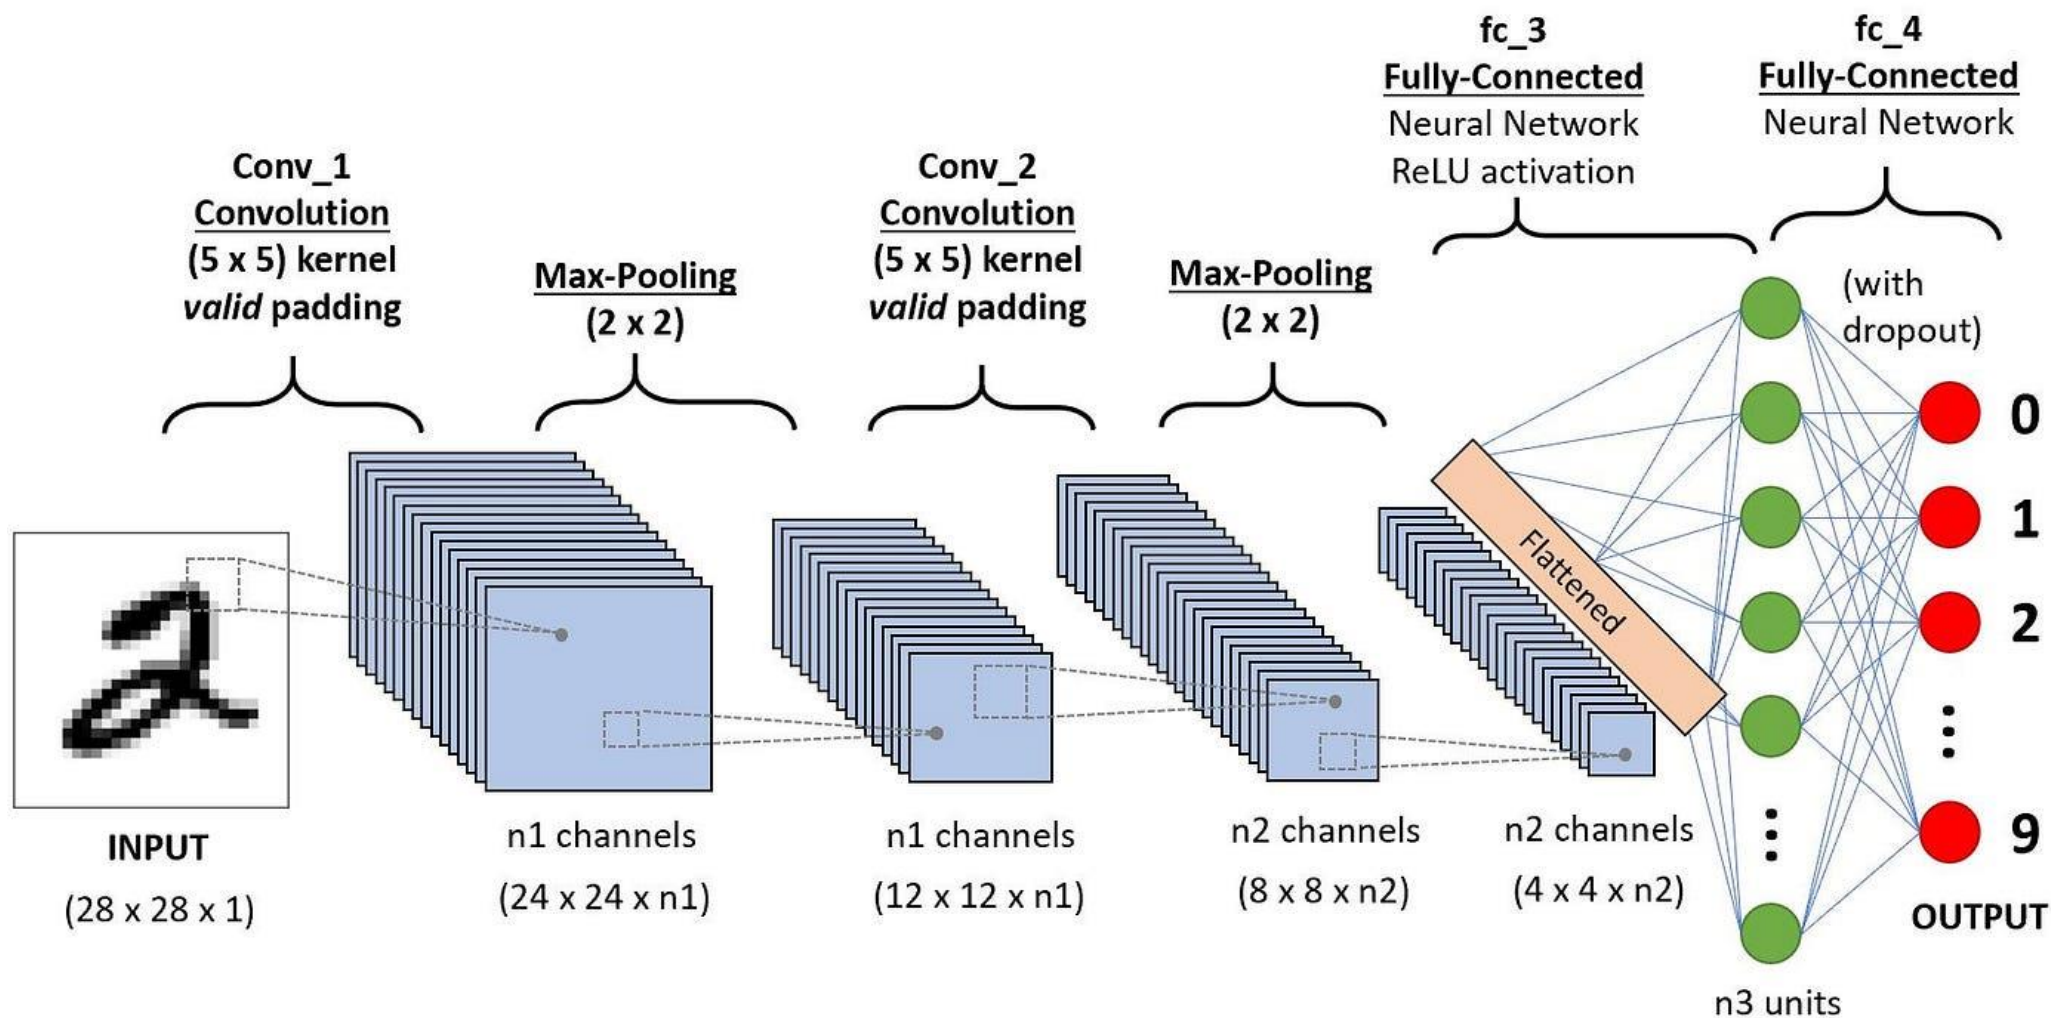 Conv_1
Convolution
(5 x 5) kernel
valid padding
Max-Pooling
(2 x 2)
Conv_2
Convolution
(5 x 5) kernel
valid padding
Max-Pooling
(2 x 2)
fc_3
Fully-Connected
Neural Network
ReLU activation
fc_4
Fully-Connected
Neural Network
(with
dropout)
Flattened
0
1
2
9
INPUT
(28 x 28 x 1)
n1 channels
(24 x 24 x n1)
n1 channels
(12 x 12 x n1)
n2 channels
(8 x 8 x n2)
n2 channels
(4 x 4 x n2)
OUTPUT
n3 units
2